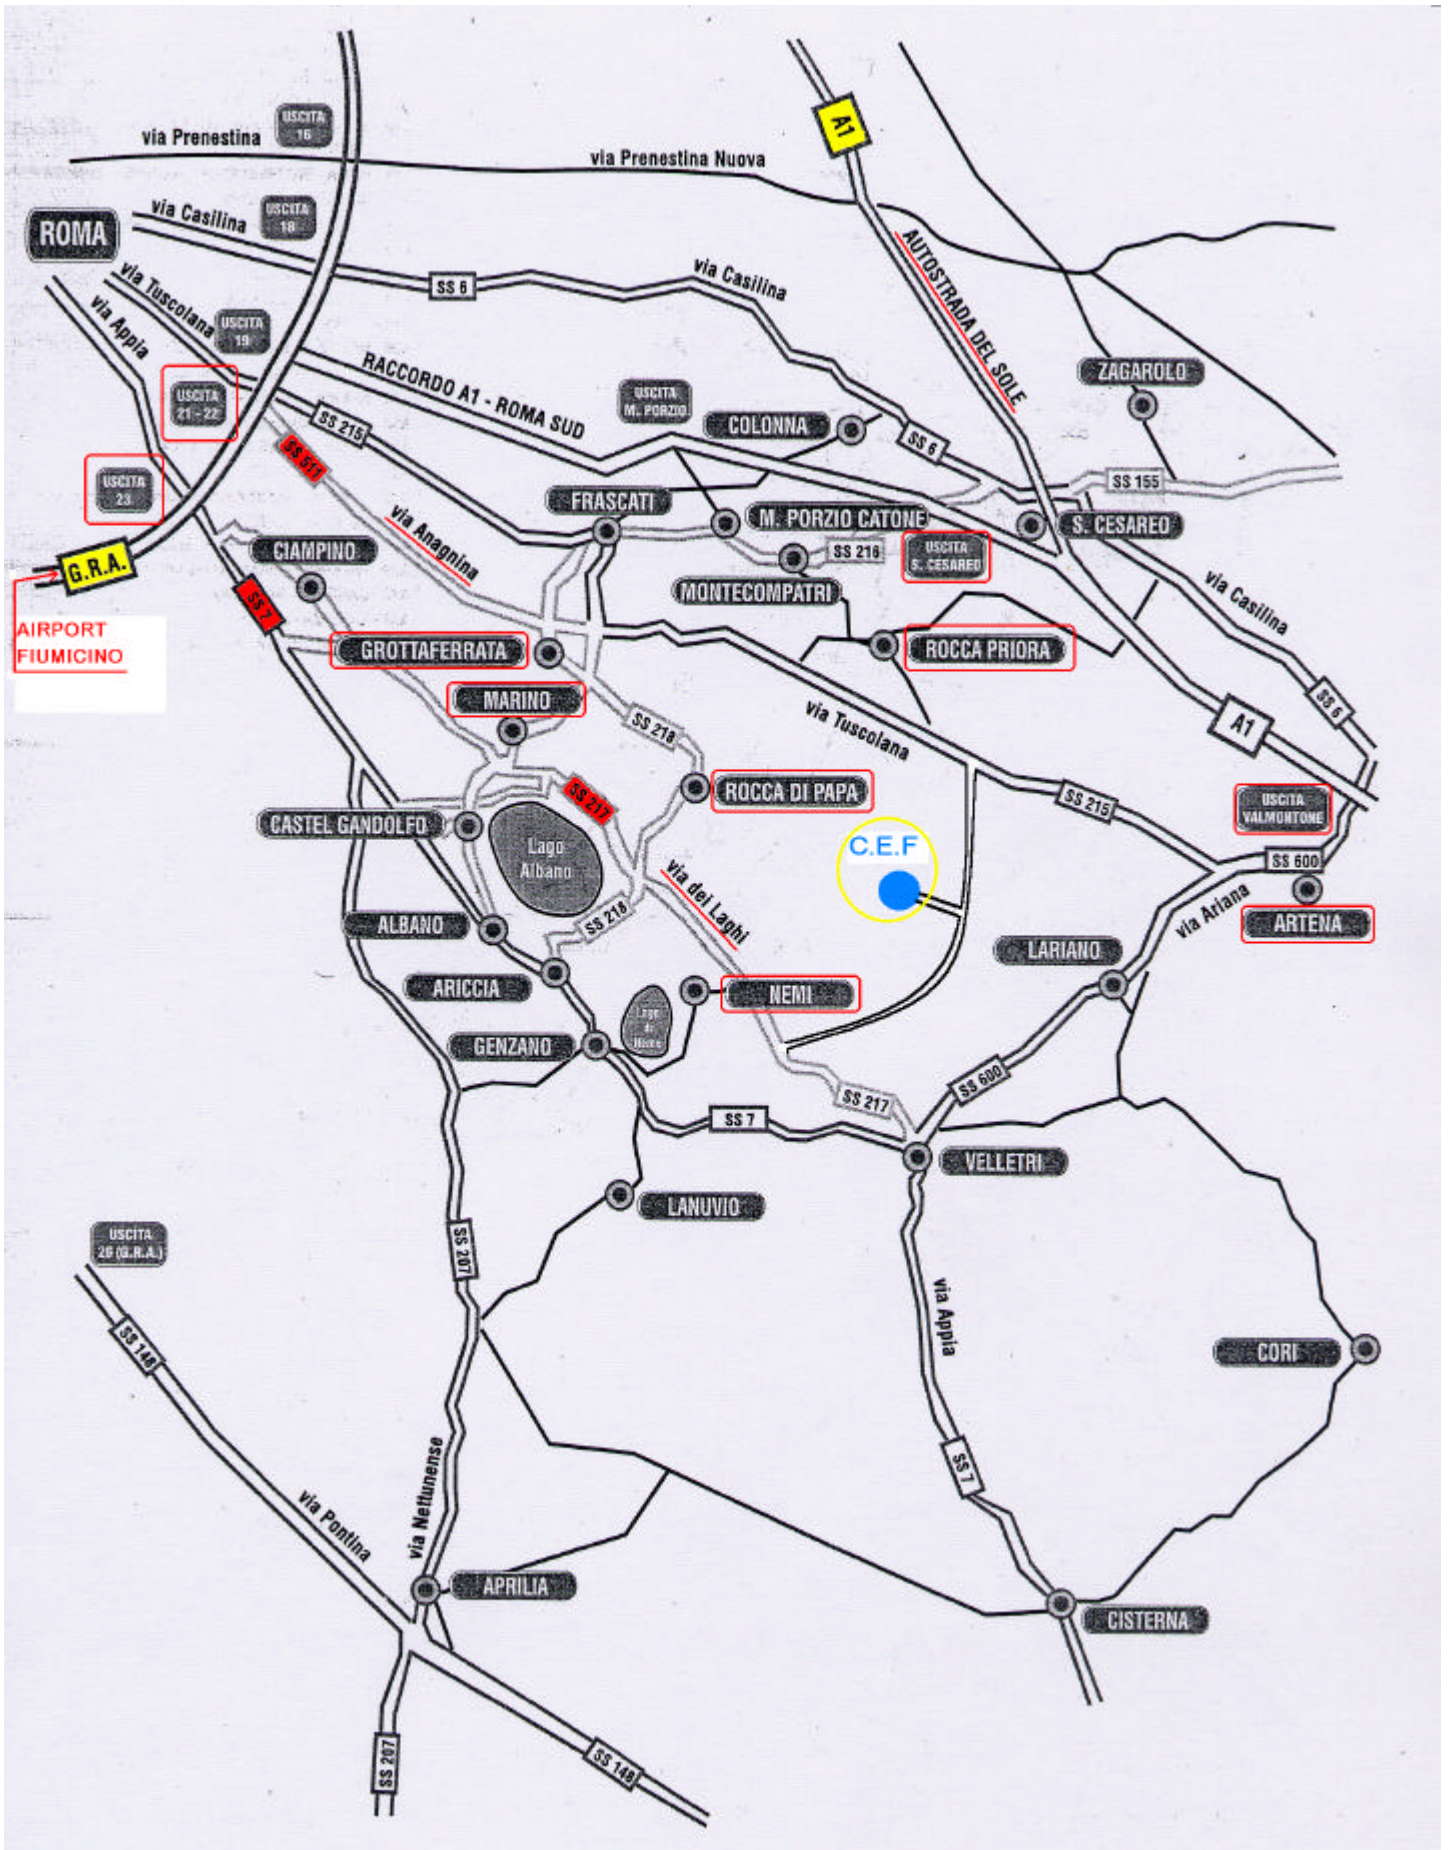 USCITA
16
via Prenestina
via Prenestina Nuova
A1
ROMA
via Casilina
USCITA
18
via Tuscolana
via Appia
SS 6
via Casilina
AUTOSTRADA DEL SOLE
USCITA
19
RACCORDO A1 - ROMA SUD
USCITA
M. PORZIO
ZAGAROLO
USCITA
21 - 22
SS 215
COLONNA
SS 6
SS 511
SS 155
USCITA
23
FRASCATI
via Anagnina
M. PORZIO CATONE
S. CESAREO
CIAMPINO
SS 216
USCITA
S. CESAREO
G.R.A.
SS 7
MONTECOMPATRI
via Casilina
AIRPORT
FIUMICINO
GROTTAFERRATA
ROCCA PRIORA
MARINO
SS 218
via Tuscolana
SS 6
A1
SS 217
ROCCA DI PAPA
SS 215
USCITA
VALMONTONE
CASTEL GANDOLFO
Lago
Albano
C.E.F
SS 600
via dei Laghi
via Ariana
ARTENA
ALBANO
SS 218
LARIANO
ARICCIA
NEMI
Lago
di
Nemi
GENZANO
SS 600
SS 217
SS 7
VELLETRI
LANUVIO
USCITA
26 (G.R.A.)
SS 207
via Appia
SS 148
CORI
SS 7
via Nettunense
via Pontina
APRILIA
CISTERNA
SS 207
SS 148